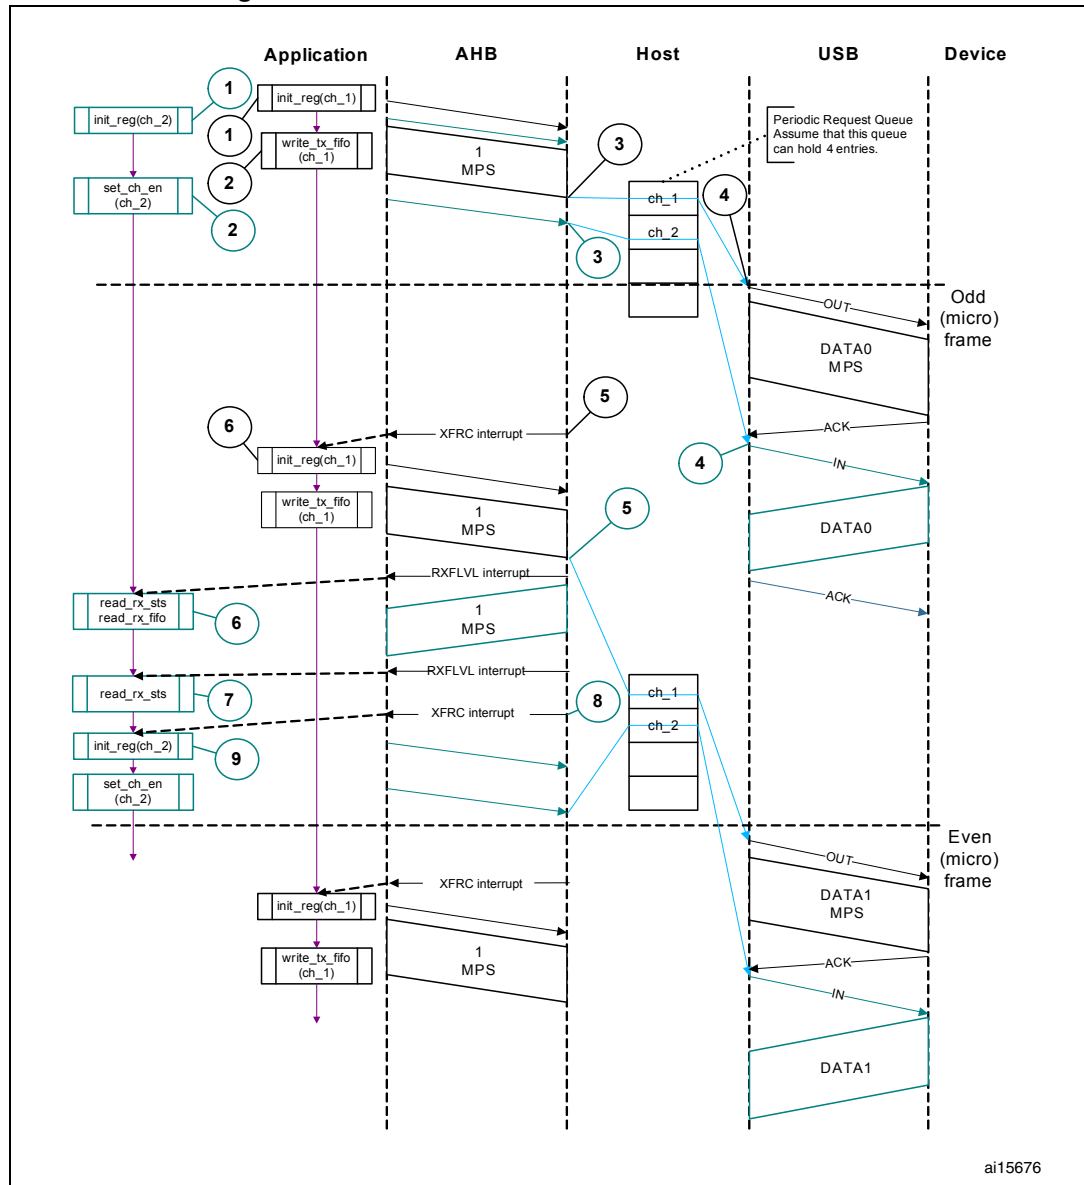 Application AHB Host USB Device
1
init_reg(ch_1)
init_reg(ch_2)
1
Periodic Request Queue
Assume that this queue
can hold 4 entries.
write_tx_fifo
(ch_1)
1
MPS
3
2
set_ch_en
(ch_2)
2
4
ch_1
ch_2
3
Odd
(micro)
frame
OUT
DATA0
MPS
5
ACK
6
XFRC interrupt
init_reg(ch_1)
4
IN
write_tx_fifo
(ch_1)
1
MPS
5
DATA0
RXFLVL interrupt
ACK
read_rx_sts
read_rx_fifo
6
1
MPS
RXFLVL interrupt
read_rx_sts
7
ch_1
8
XFRC interrupt
ch_2
init_reg(ch_2)
9
set_ch_en
(ch_2)
Even
(micro)
frame
OUT
XFRC interrupt
DATA1
MPS
init_reg(ch_1)
write_tx_fifo
(ch_1)
1
MPS
ACK
IN
DATA1
ai15676